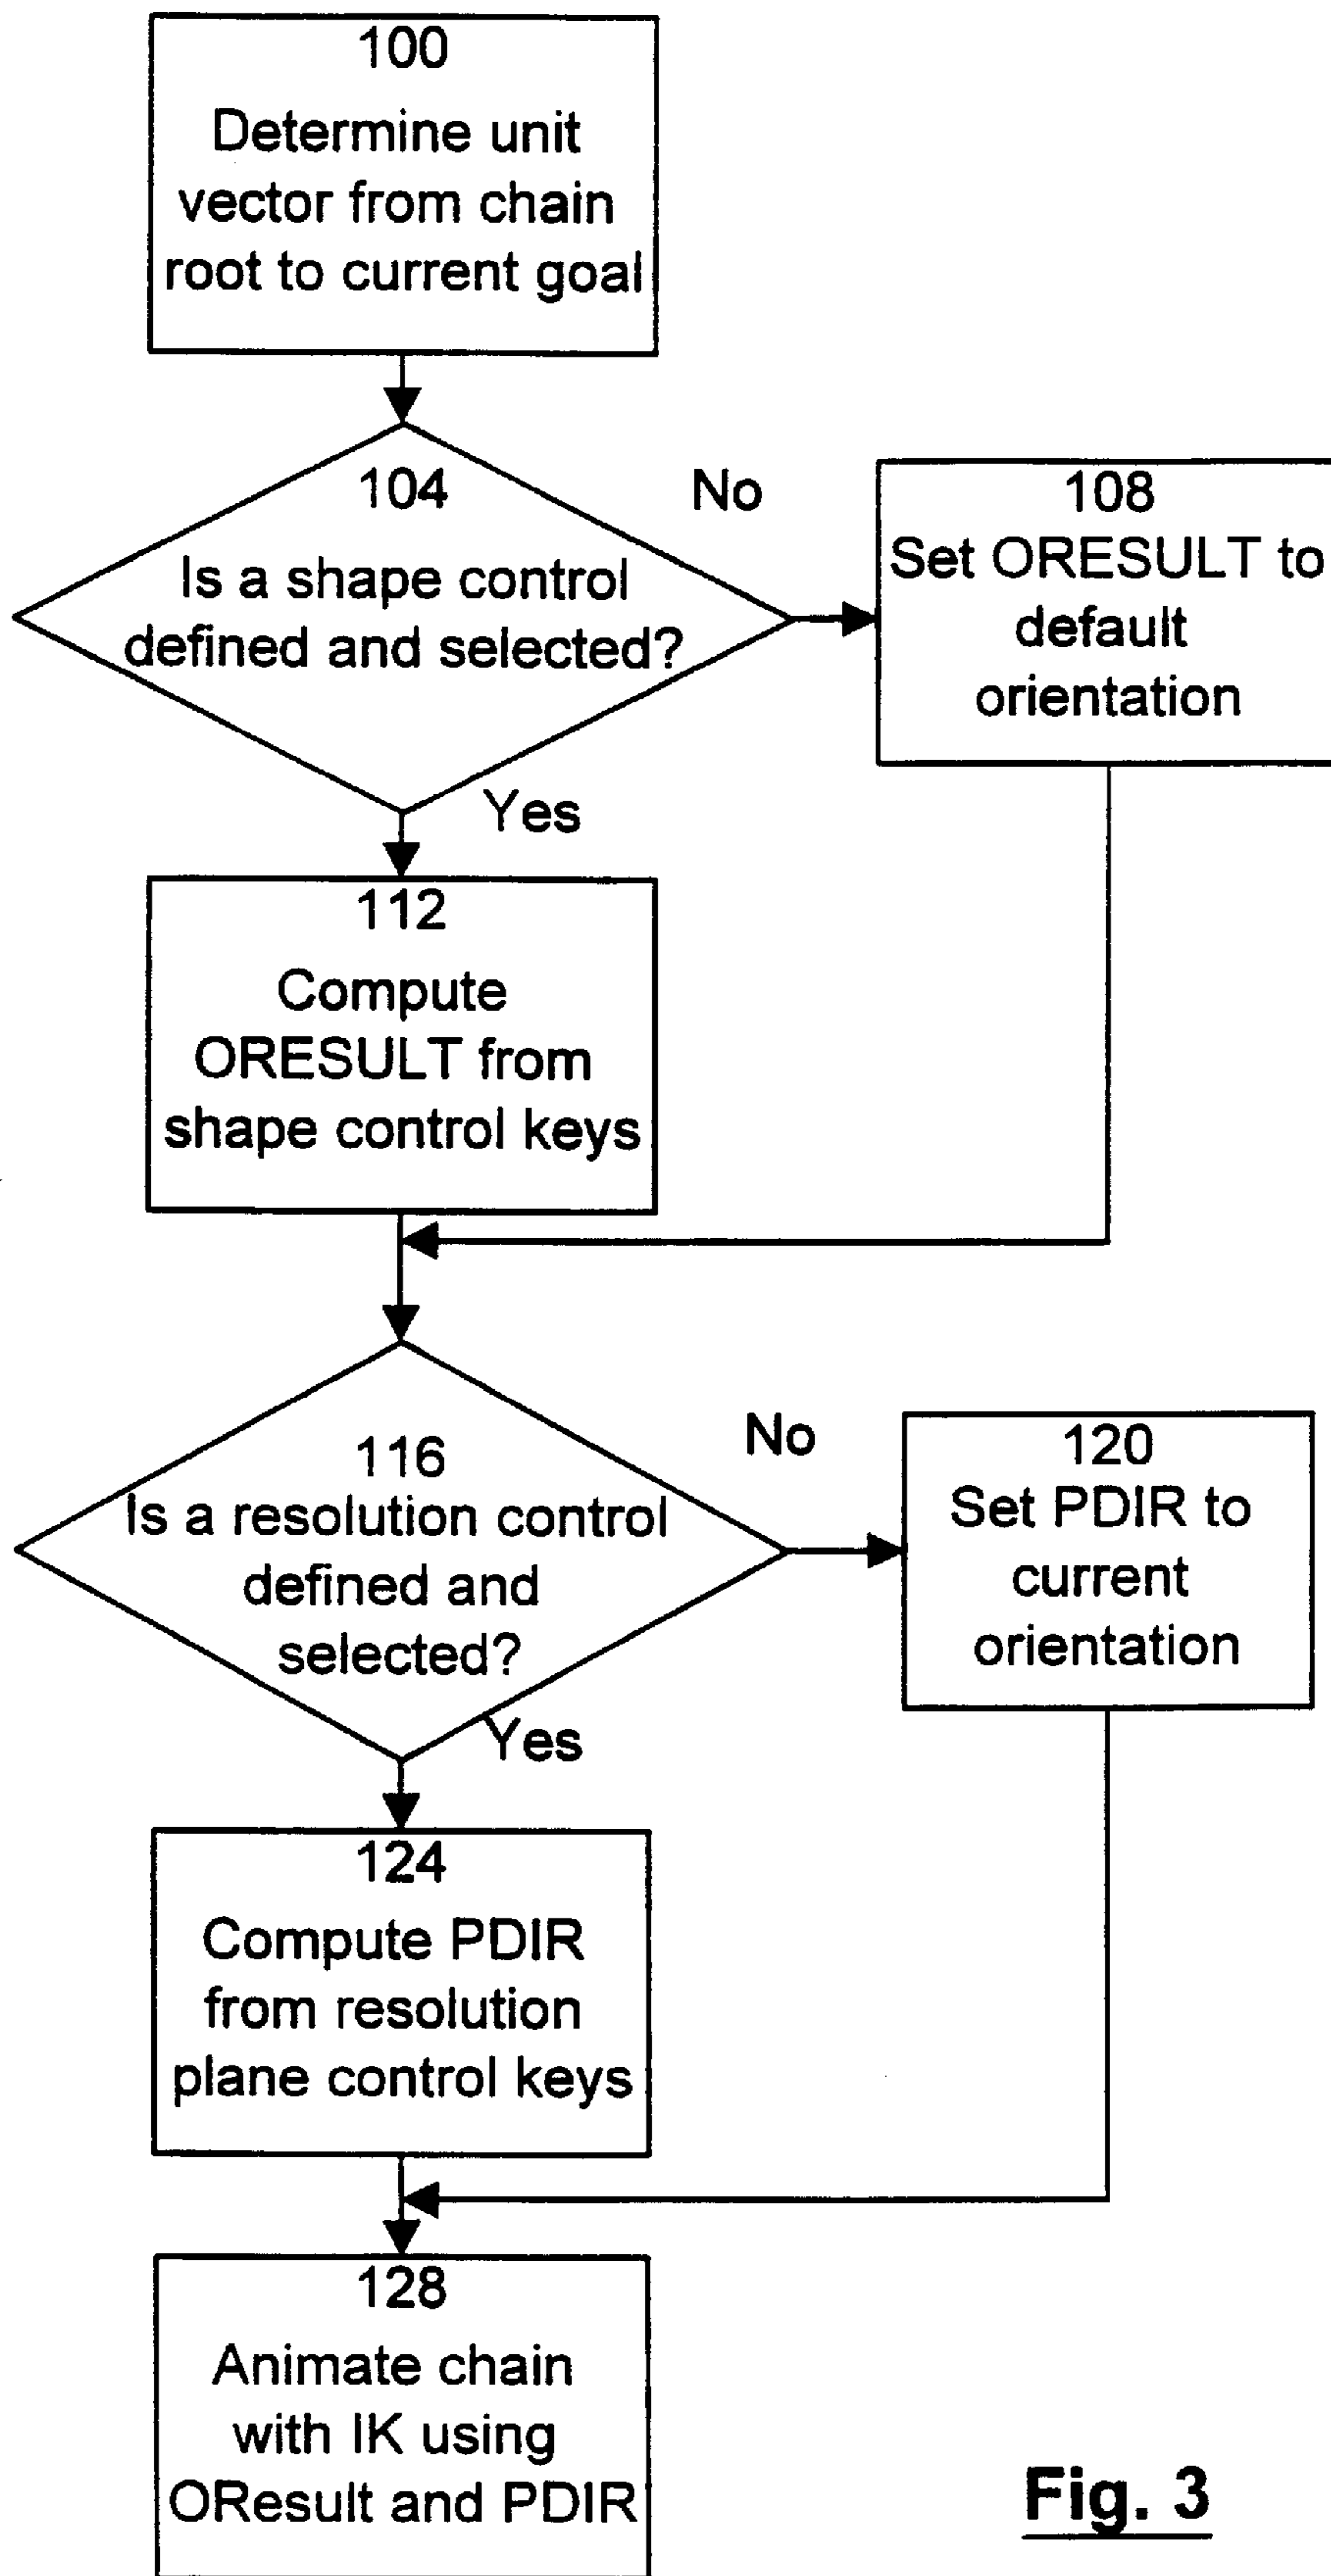 100
Determine unit
vector from chain
root to current goal
104
Is a shape control
defined and selected?
No
108
Set ORESULT to
default
orientation
Yes
112
Compute
ORESULT from
shape control keys
116
Is a resolution control
defined and
selected?
No
120
Set PDIR to
current
orientation
Yes
124
Compute PDIR
from resolution
plane control keys
128
Animate chain
with IK using
OResult and PDIR
Fig. 3